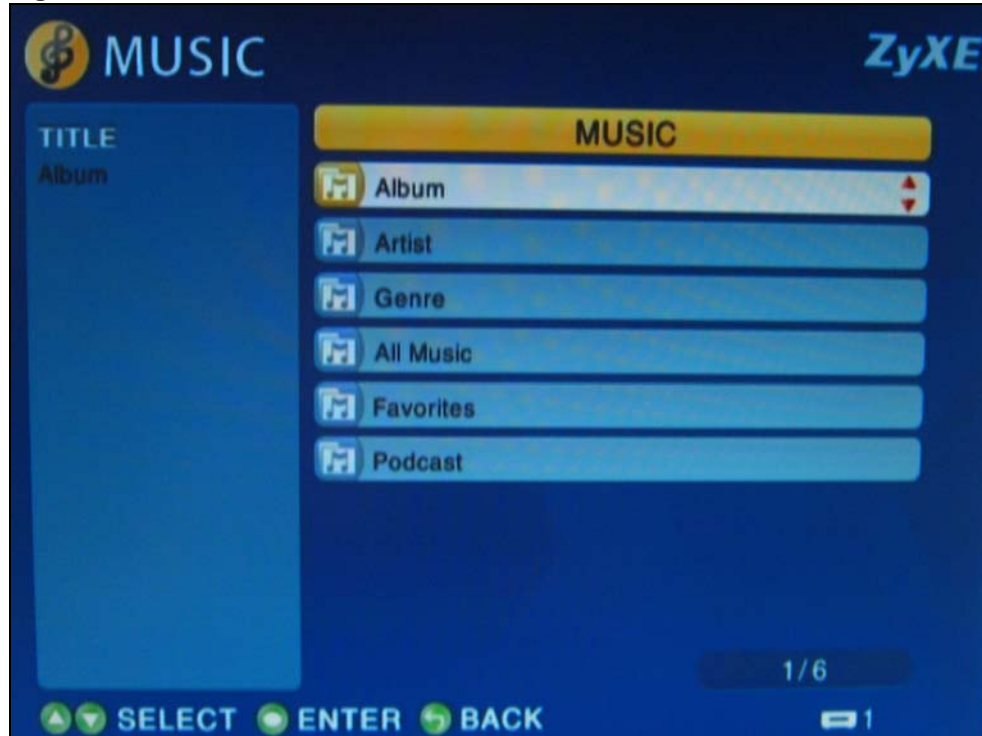 MUSIC
ZyXE
TITLE
Album
MUSIC
Album
Artist
Genre
All Music
Favorites
Podcast
1/6
SELECT ENTER BACK
1